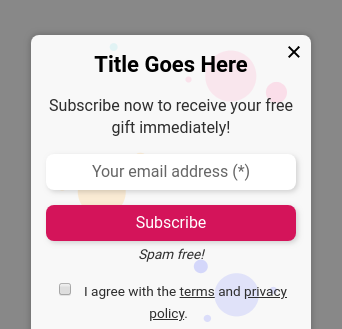 Title Goes Here
Subscribe now to receive your free
gift immediately!
Your email address (*)
Subscribe
Spam free!
I agree with the terms and privacy
policy.